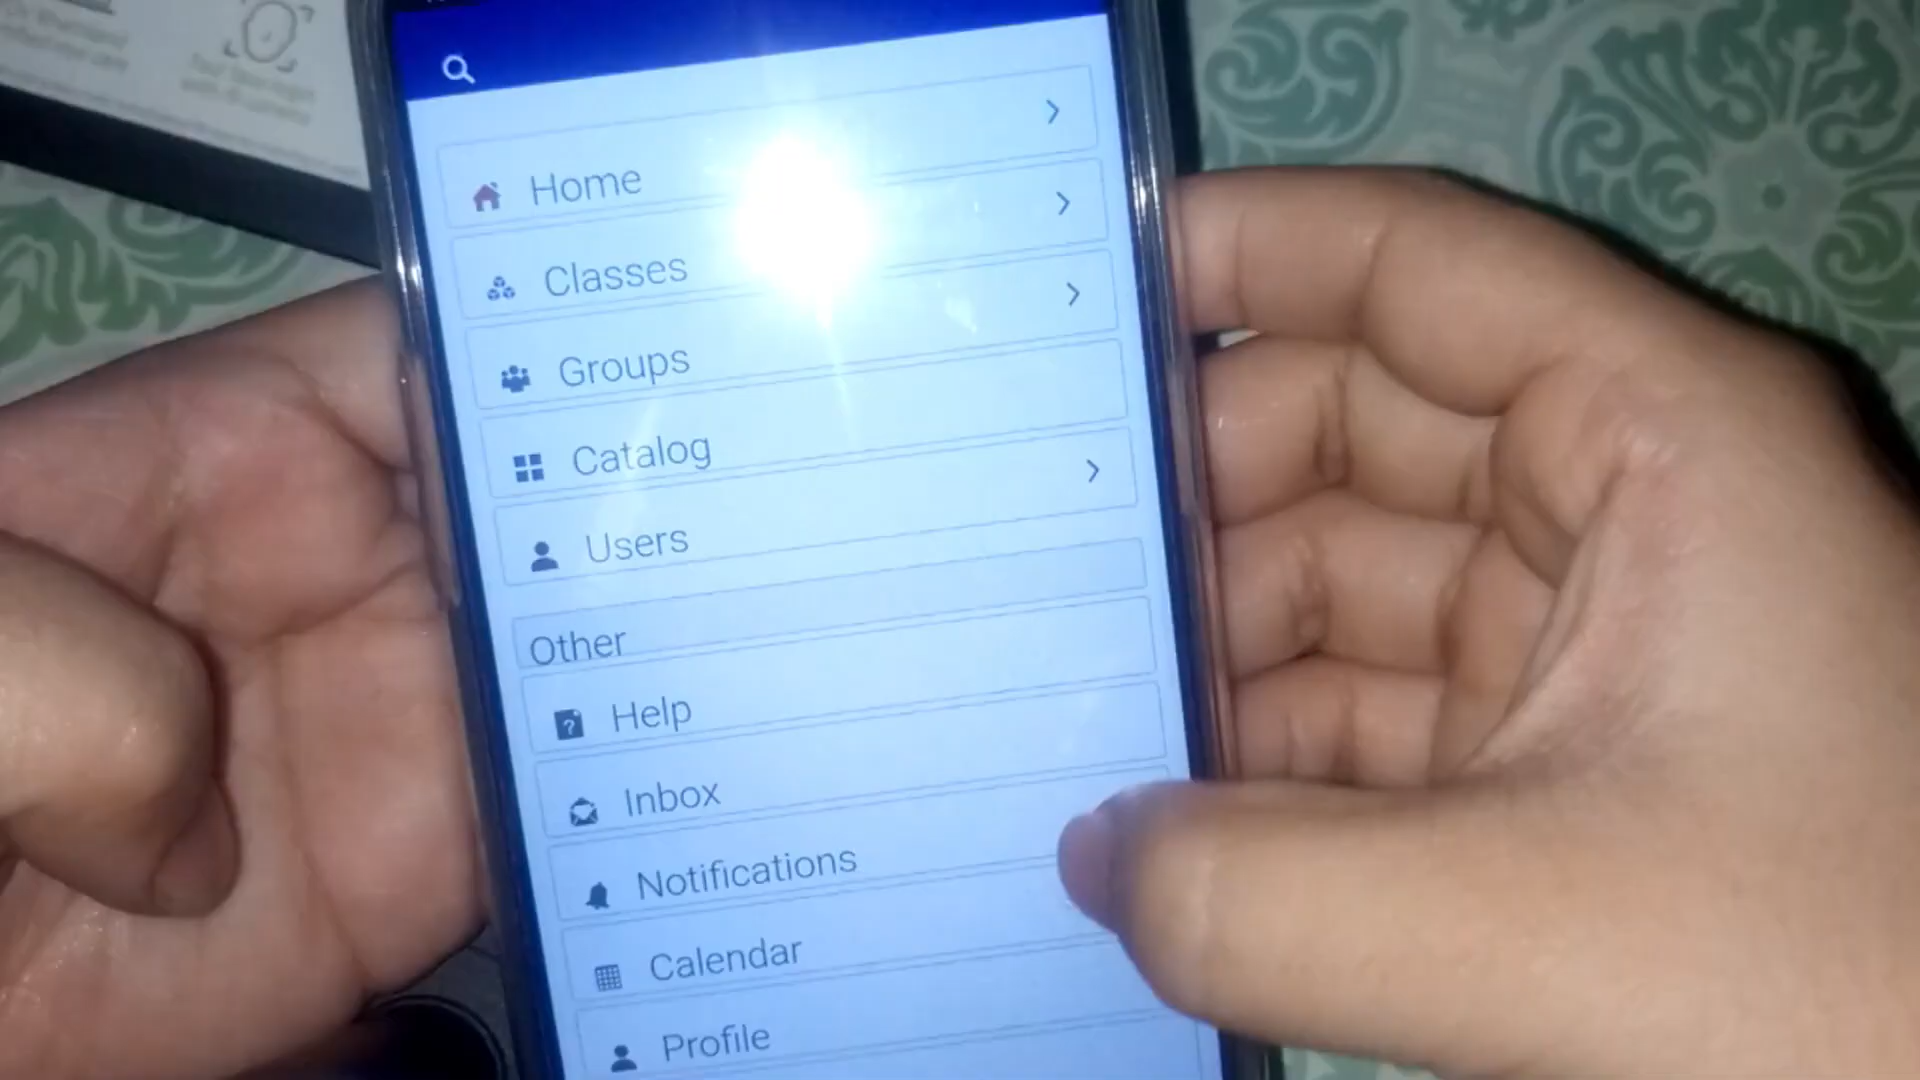 Home
Classes
Groups
Catalog
Users
Other
Help
Inbox
Notifications
Calendar
Profile